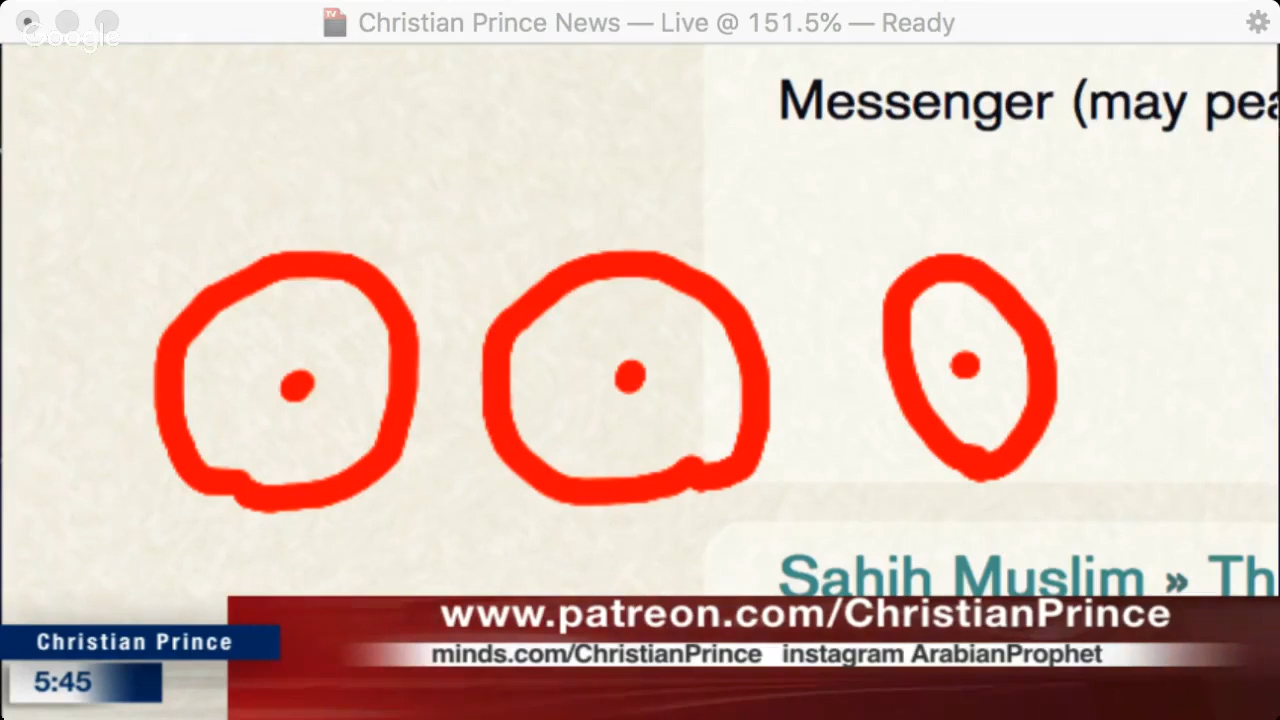 Christian Prince News — Live @ 151.5% — Ready
Google
Messenger (may pea
Sahih Muslim » Th
www.patreon.com/ChristianPrince
Christian Prince
minds.com/ChristianPrince instagram ArabianProphet
5:45